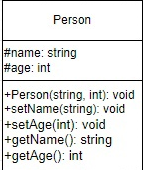 Person
#name: string
#age: int
+Person(string, int): void
+setName(string): void
+setAge(int): void
+getName(): string
+getAge(): int